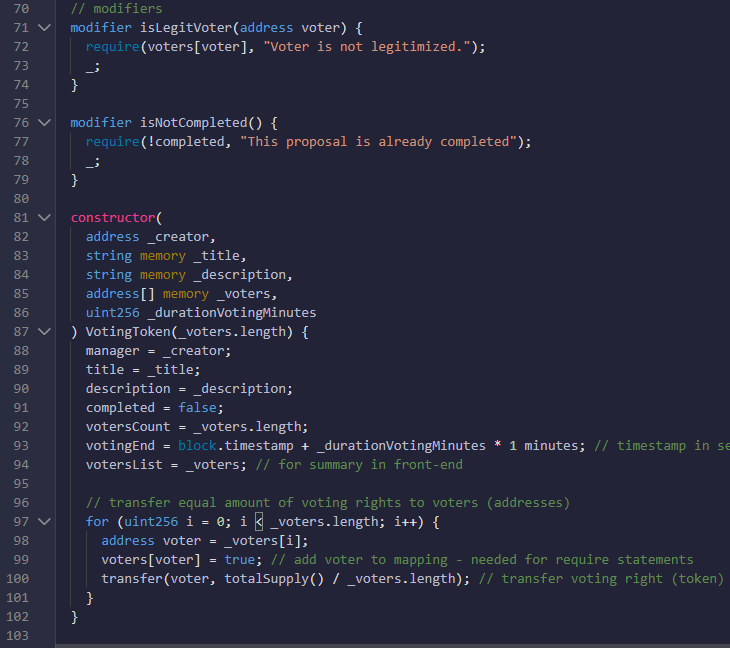 70 // modifiers
71 modifier isLegitVoter(address voter) {
72 require(voters[voter], "Voter is not legitimized.");
73 _;
74 }
75
76 modifier isNotCompleted() {
77 require(!completed, "This proposal is already completed");
78 _;
79 }
80
81 constructor(
82 address _creator,
83 string memory _title,
84 string memory _description,
85 address[] memory _voters,
86 uint256 _durationVotingMinutes
87 ) VotingToken(_voters.length) {
88 manager = _creator;
89 title = _title;
90 description = _description;
91 completed = false;
92 votersCount = _voters.length;
93 votingEnd = block.timestamp + _durationVotingMinutes * 1 minutes; // timestamp in se
94 votersList = _voters; // for summary in front-end
95
96 // transfer equal amount of voting rights to voters (addresses)
97 for (uint256 i = 0; i < _voters.length; i++) {
98 address voter = _voters[i];
99 voters[voter] = true; // add voter to mapping - needed for require statements
100 transfer(voter, totalSupply() / _voters.length); // transfer voting right (token)
101 }
102 }
103